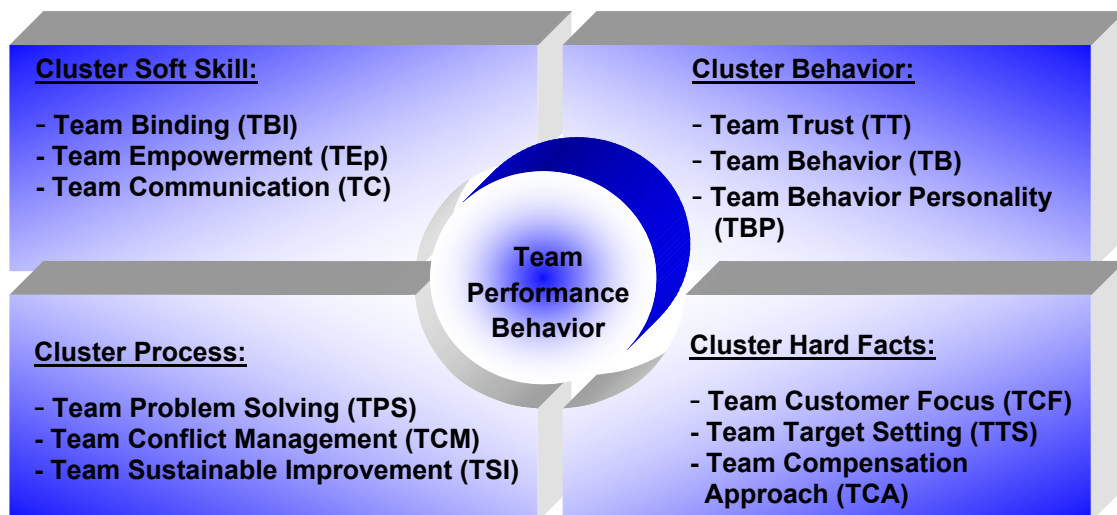 Cluster Soft Skill:
- Team Binding (TBI)
- Team Empowerment (TEp)
- Team Communication (TC)
Cluster Behavior:
- Team Trust (TT)
- Team Behavior (TB)
- Team Behavior Personality
(TBP)
Team
Performance
Behavior
Cluster Process:
- Team Problem Solving (TPS)
- Team Conflict Management (TCM)
- Team Sustainable Improvement (TSI)
Cluster Hard Facts:
- Team Customer Focus (TCF)
- Team Target Setting (TTS)
- Team Compensation
Approach (TCA)